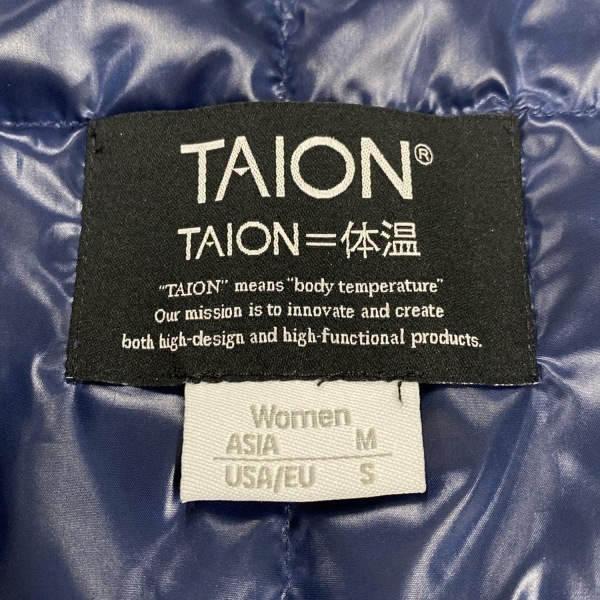 TAION®
TAION=体温
"TAION" means "body temperature"
Our mission is to innovate and create
both high-design and high-functional products.
Women
ASIA M
USA/EU S